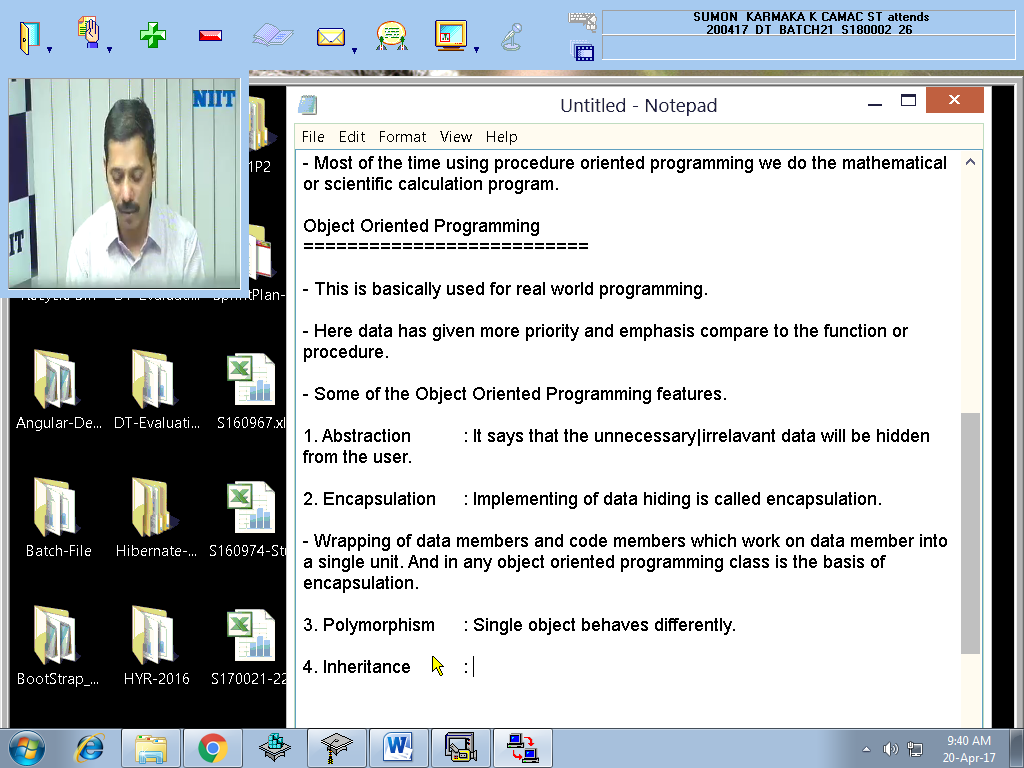 SUMON KARMAKA K CAMAC ST attends
200417_DT_BATCH21_S180002_26
NIIT
IT
1P2
Untitled - Notepad
File Edit Format View Help
- Most of the time using procedure oriented programming we do the mathematical
or scientific calculation program.
Object Oriented Programming
==========================
- This is basically used for real world programming.
- Here data has given more priority and emphasis compare to the function or
procedure.
- Some of the Object Oriented Programming features.
1. Abstraction : It says that the unnecessary|irrelavant data will be hidden
from the user.
2. Encapsulation : Implementing of data hiding is called encapsulation.
- Wrapping of data members and code members which work on data member into
a single unit. And in any object oriented programming class is the basis of
encapsulation.
3. Polymorphism : Single object behaves differently.
4. Inheritance :
Angular-De... DT-Evaluati... S160967.xl
Batch-File Hibernate-... S160974-Stu
BootStrap_... HYR-2016 S170021-22
9:40 AM
20-Apr-17